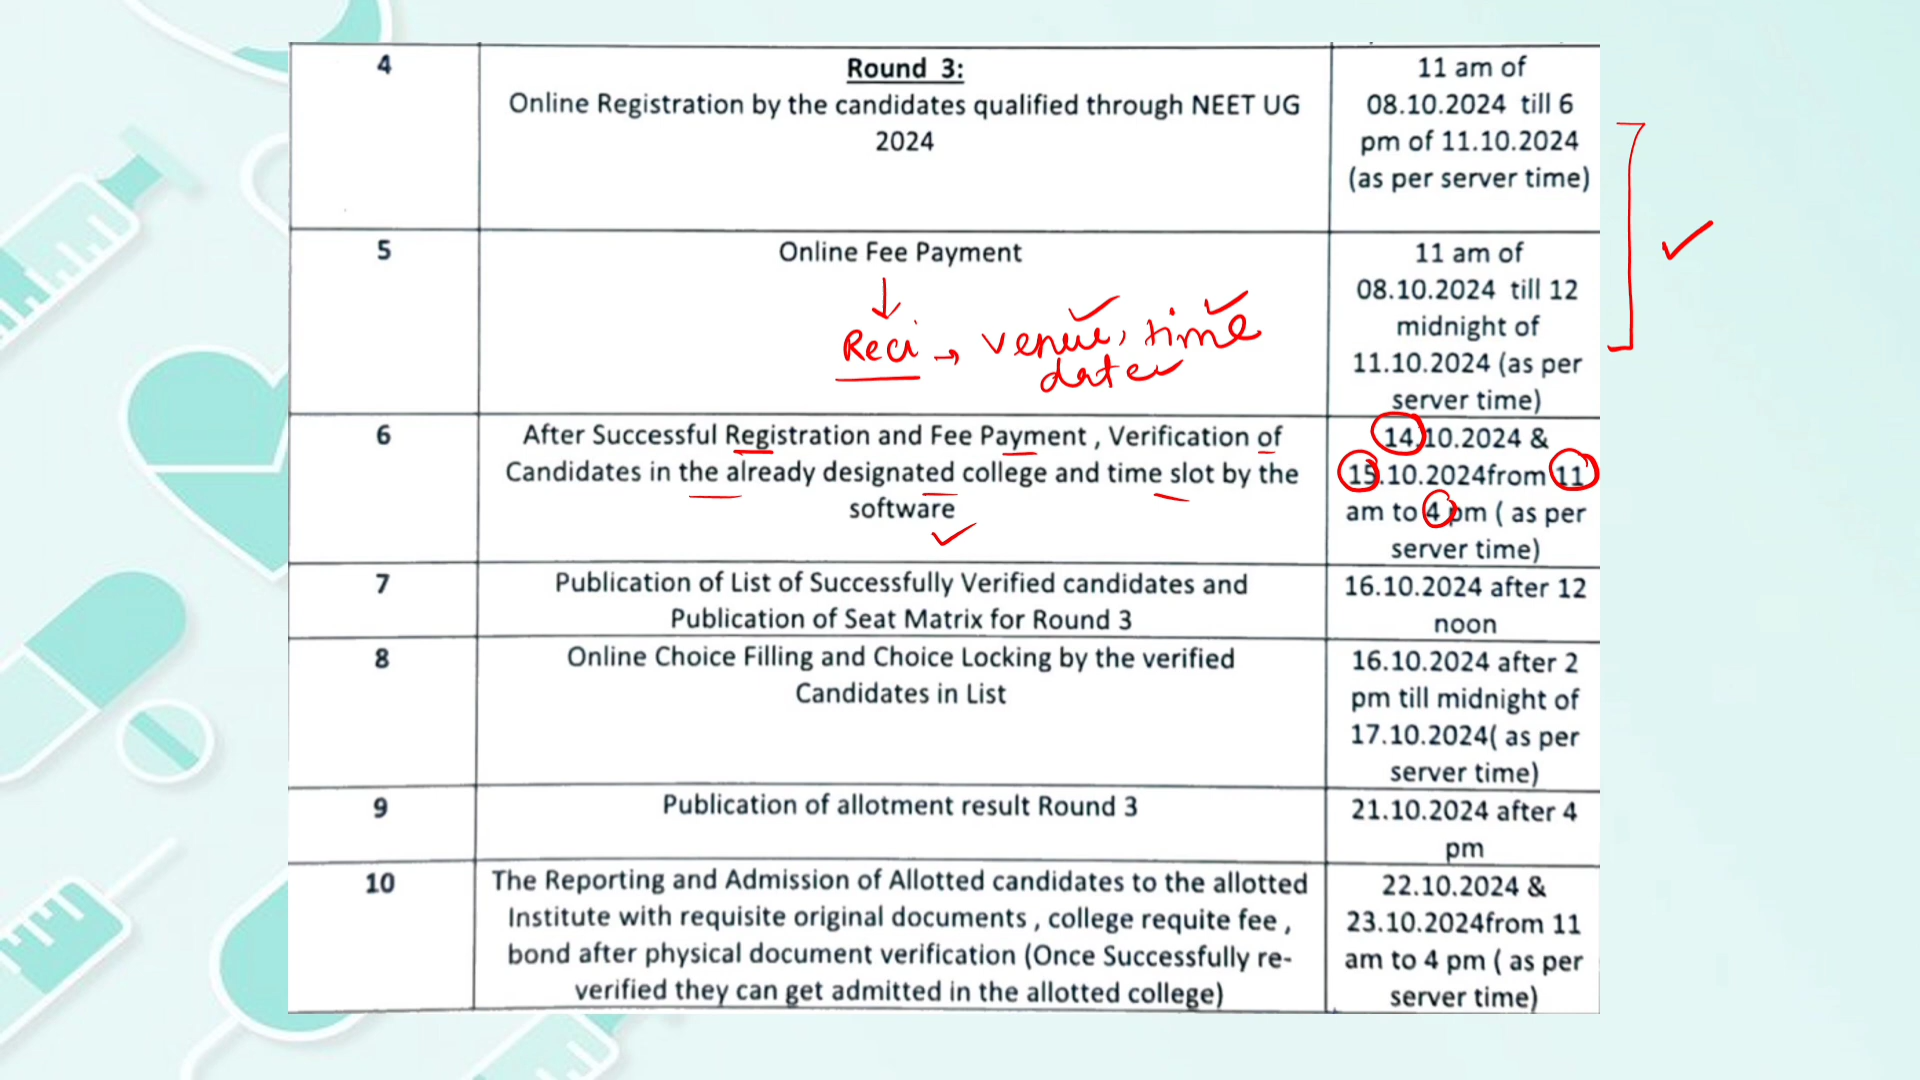 4
Round 3:
Online Registration by the candidates qualified through NEET UG
2024
11 am of
08.10.2024 till 6
pm of 11.10.2024
(as per server time)
5
Online Fee Payment
Reci → venue, time
date
11 am of
08.10.2024 till 12
midnight of
11.10.2024 (as per
server time)
6
After Successful Registration and Fee Payment , Verification of
Candidates in the already designated college and time slot by the
software
14.10.2024 &
15.10.2024from 11
am to 4 pm ( as per
server time)
7
Publication of List of Successfully Verified candidates and
Publication of Seat Matrix for Round 3
16.10.2024 after 12
noon
8
Online Choice Filling and Choice Locking by the verified
Candidates in List
16.10.2024 after 2
pm till midnight of
17.10.2024( as per
server time)
9
Publication of allotment result Round 3
21.10.2024 after 4
pm
10
The Reporting and Admission of Allotted candidates to the allotted
Institute with requisite original documents , college requite fee ,
bond after physical document verification (Once Successfully re-
verified they can get admitted in the allotted college)
22.10.2024 &
23.10.2024from 11
am to 4 pm ( as per
server time)